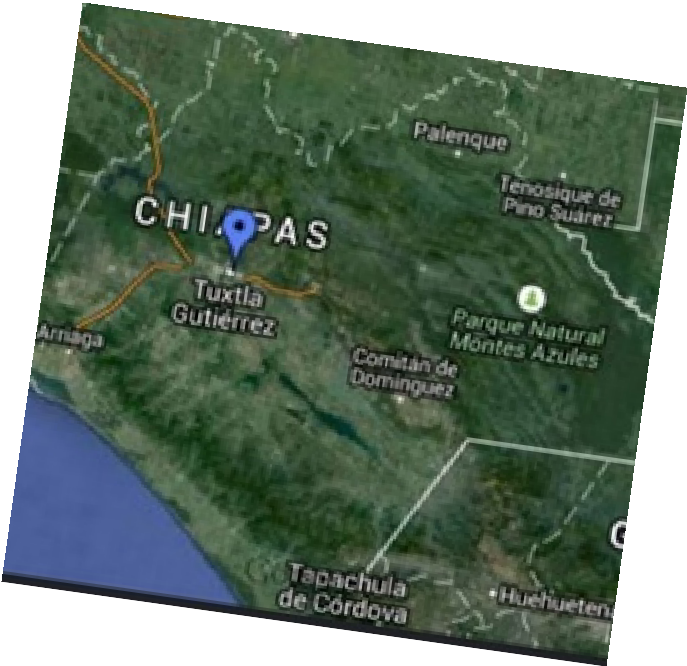 Palenque
Tenosique de
Pino Suárez
CHIAPAS
Tuxtla
Gutiérrez
Parque Natural
Montes Azules
Arriaga
Comitán de
Domínguez
Tapachula
de Córdova
Huehueten